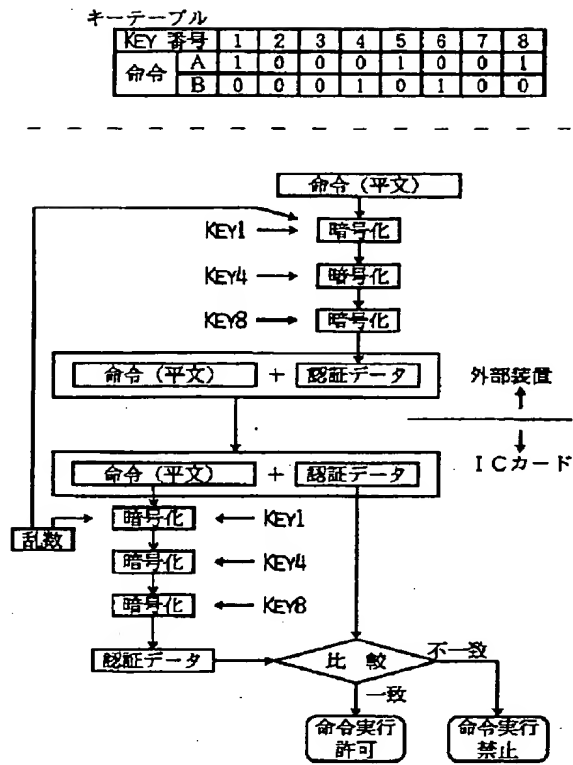 キーテーブル
KEY 番号 1 2 3 4 5 6 7 8
命令 A 1 0 0 0 1 0 0 1
B 0 0 0 1 0 1 0 0
命令（平文）
KEY1 暗号化
KEY4 暗号化
KEY8 暗号化
命令（平文） + 認証データ
外部装置
ICカード
命令（平文） + 認証データ
乱数 暗号化 KEY1
暗号化 KEY4
暗号化 KEY8
認証データ 比較 不一致
一致
命令実行許可
命令実行禁止